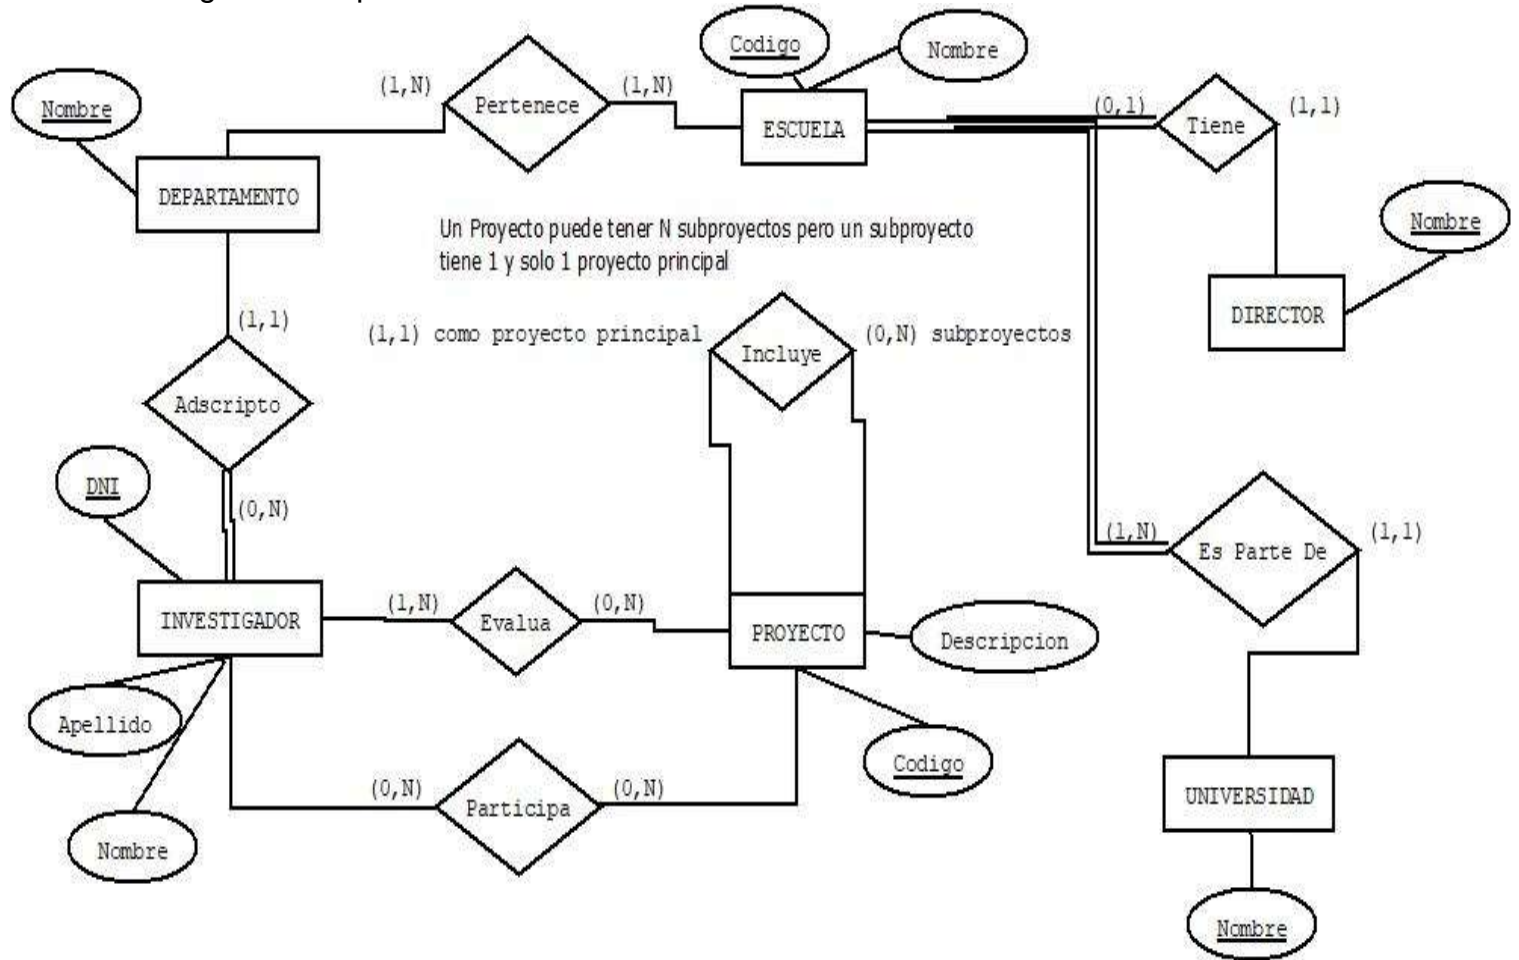 Codigo
Nombre
(1,N)
Pertenece
(1,N)
ESCUELA
(0,1)
Tiene
(1,1)
Nombre
DEPARTAMENTO
Nombre
Un Proyecto puede tener N subproyectos pero un subproyecto
tiene 1 y solo 1 proyecto principal
DIRECTOR
(1,1)
(1,1) como proyecto principal
Incluye
(0,N) subproyectos
Adscripto
DNI
(0,N)
(1,N)
Es Parte De
(1,1)
INVESTIGADOR
(1,N)
Evalua
(0,N)
PROYECTO
Descripcion
Apellido
Codigo
(0,N)
Participa
(0,N)
UNIVERSIDAD
Nombre
Nombre